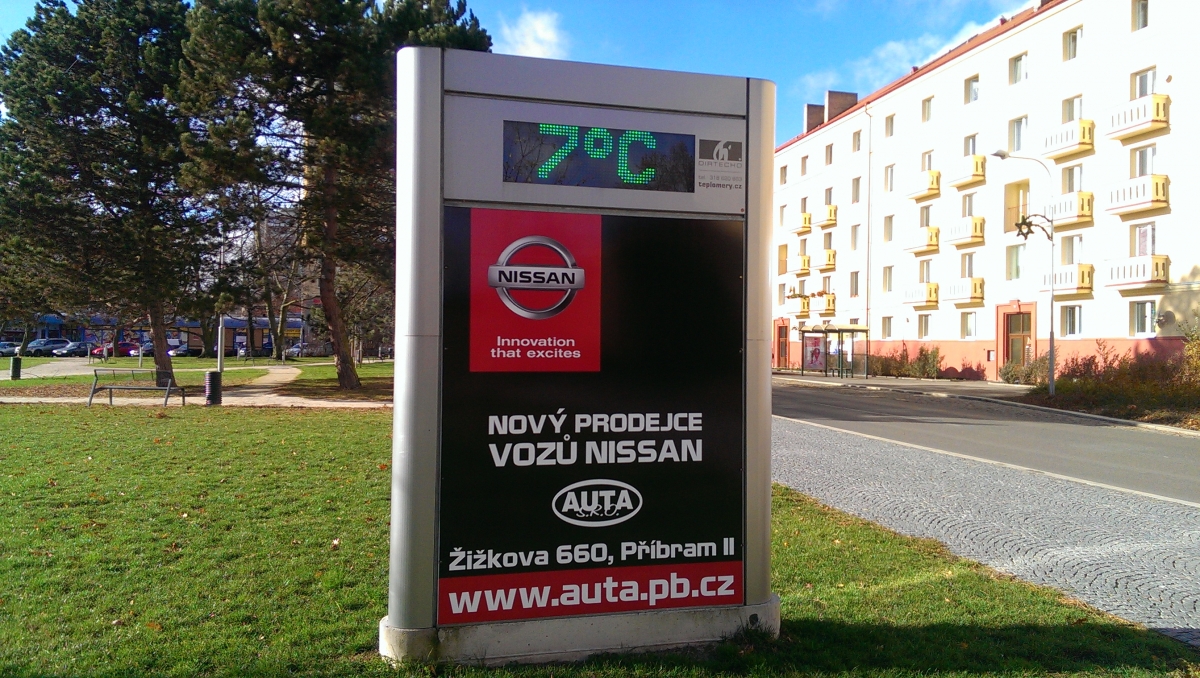 7°C
DIRTECHO
teplomery.cz
NISSAN
Innovation
that excites
NOVÝ PRODEJCE
VOZŮ NISSAN
AUTA
S.R.O.
Žižkova 660, Příbram II
www.auta.pb.cz